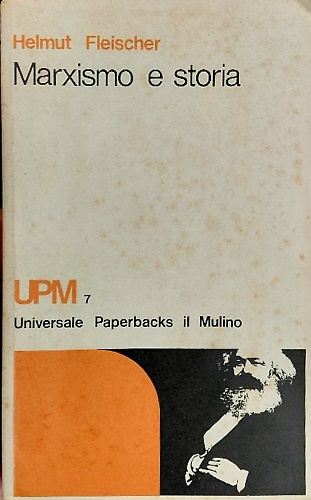 Helmut Fleischer
Marxismo e storia
UPM 7
Universale Paperbacks il Mulino